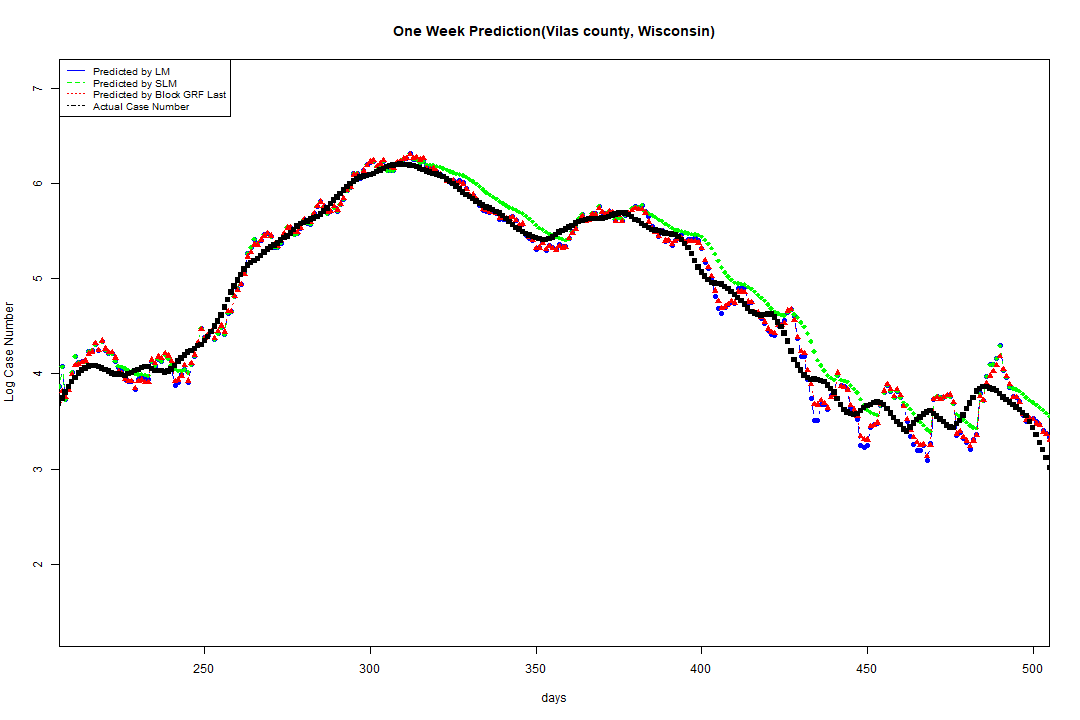 One Week Prediction(Vilas county, Wisconsin)
Predicted by LM
Predicted by SLM
Predicted by Block GRF Last
Actual Case Number
Log Case Number
7
6
5
4
3
2
250 300 350 400 450 500
days